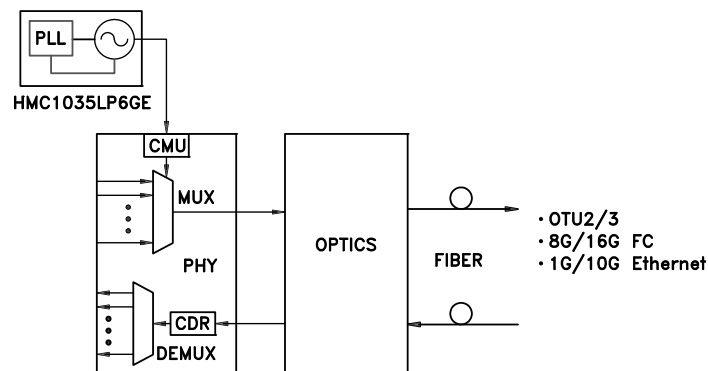 PLL
HMC1035LP6GE
CMU
MUX
PHY
OPTICS
FIBER
• OTU2/3
• 8G/16G FC
• 1G/10G Ethernet
CDR
DEMUX